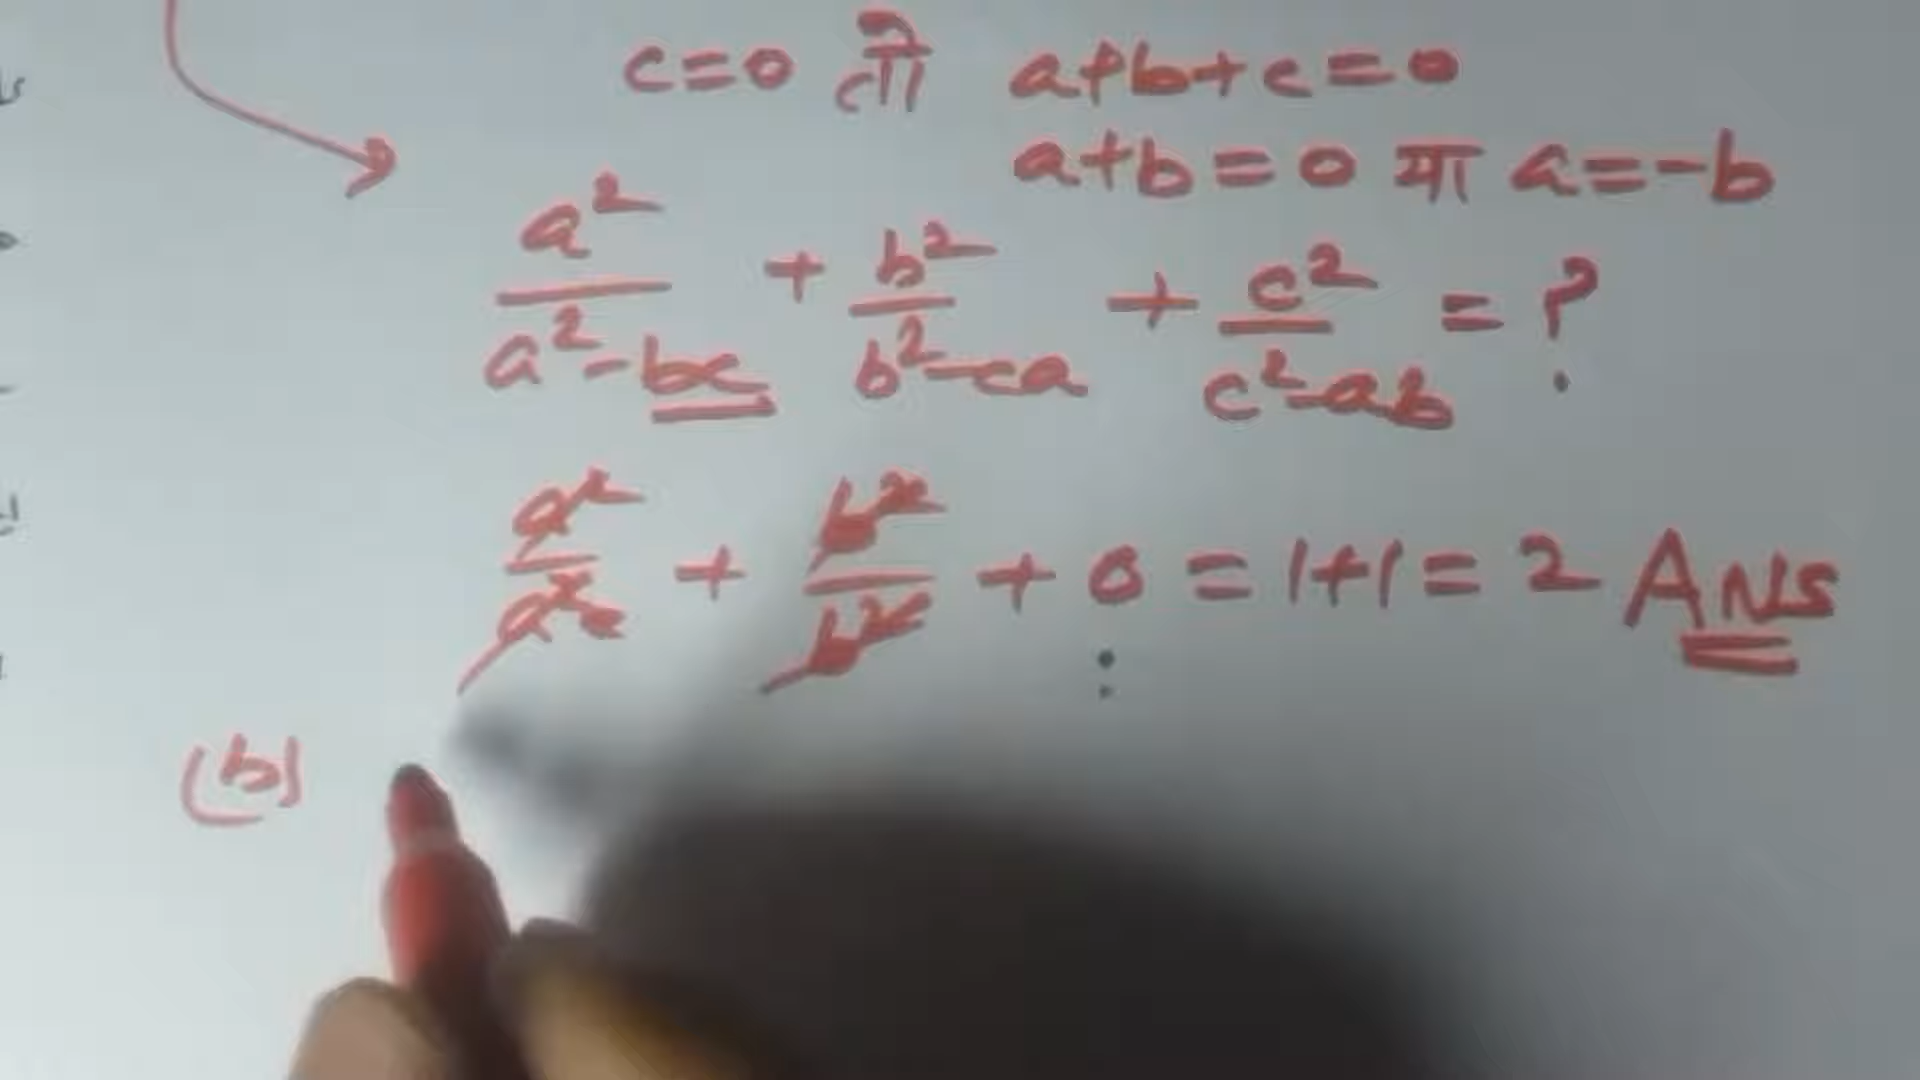 c=0 तो a+b+c=0
a+b=0 या a=-b
a²/(a²-bc) + b²/(b²-ca) + c²/(c²-ab) = ?
a²/a² + b²/b² + 0 = 1+1 = 2 ANS
(b)